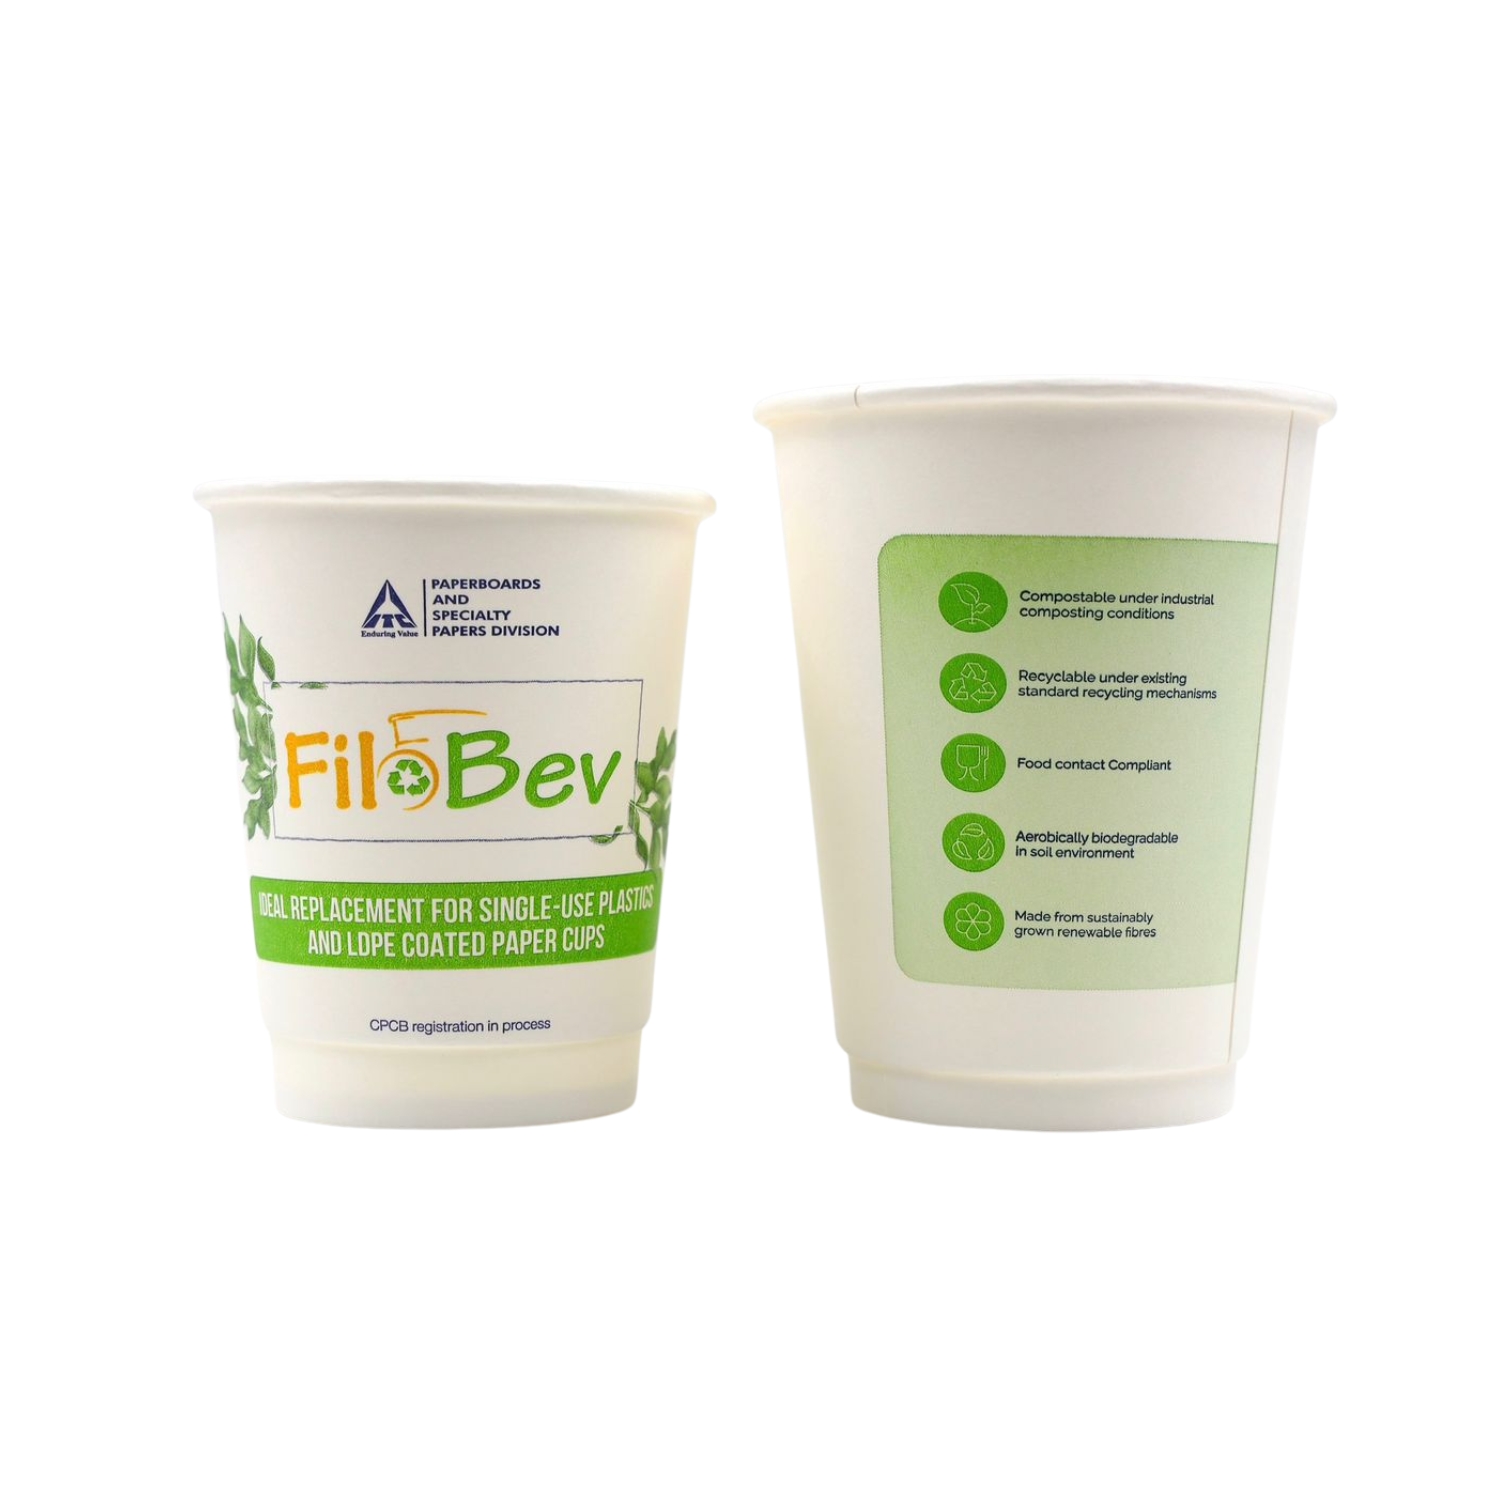 PAPERBOARDS
AND
SPECIALTY
PAPERS DIVISION
ITC
Enduring Value
FiloBev
IDEAL REPLACEMENT FOR SINGLE-USE PLASTICS
AND LDPE COATED PAPER CUPS
CPCB registration in process
Compostable under industrial
composting conditions
Recyclable under existing
standard recycling mechanisms
Food contact Compliant
Aerobically biodegradable
in soil environment
Made from sustainably
grown renewable fibres